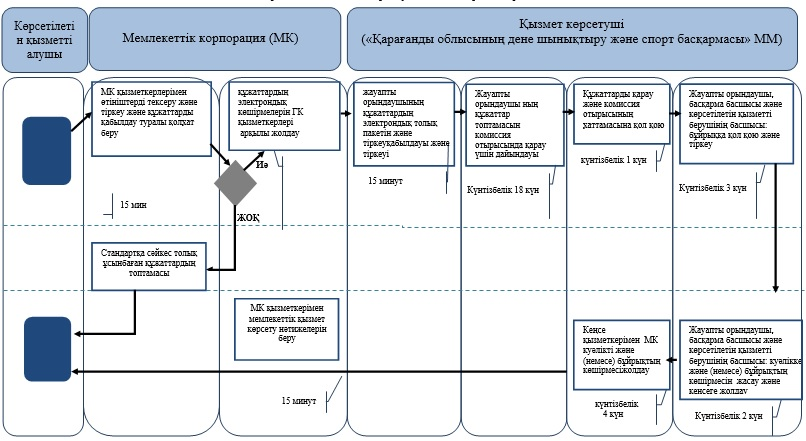 Көрсетілеті
н қызметті
алушы
Мемлекеттік корпорация (МК)
Қызмет көрсетуші
(«Қарағанды облысының дене шынықтыру және спорт басқармасы» ММ)
МК қызметкерлерімен
өтініштерді тексеру және
тіркеу және құжаттарды
қабылдау туралы қолхат
беру
15 мин
құжаттардың
электрондық
көшірмелерін ГК
қызметкерлері
арқылы жолдау
Иә
ЖОҚ
жауапты
орындаушының
құжаттардың
электрондық толық
пакетін және
тіркеуқабылдауы және
тіркеуі
15 минут
Жауапты
орындаушы ның
құжаттар
топтамасын
комиссия
отырысында қарау
үшін дайындауы
Күнтізбелік 18 күн
Құжаттарды қарау
және комиссия
отырысының
хаттамасына қол қою
күнтізбелік 1 күн
Жауапты орындаушы,
басқарма басшысы және
көрсетілетін қызметті
берушінің басшысы:
бұйрыққа қол қою және
тіркеу
Күнтізбелік 3 күн
Стандартқа сәйкес толық
ұсынбаған құжаттардың
топтамасы
МК қызметкерімен
мемлекеттік қызмет
көрсету нәтижелерін
беру
15 минут
Кеңсе
қызметкерімен МК
куәлікті және
(немесе) бұйрықтың
көшірмесіжолдау
күнтізбелік
4 күн
Жауапты орындаушы,
басқарма басшысы және
көрсетілетін қызметті
берушінің басшысы: куәлікке
және (немесе) бұйрықтың
көшірмесін жасау және
кеңсеге жолдау
Күнтізбелік 2 күн